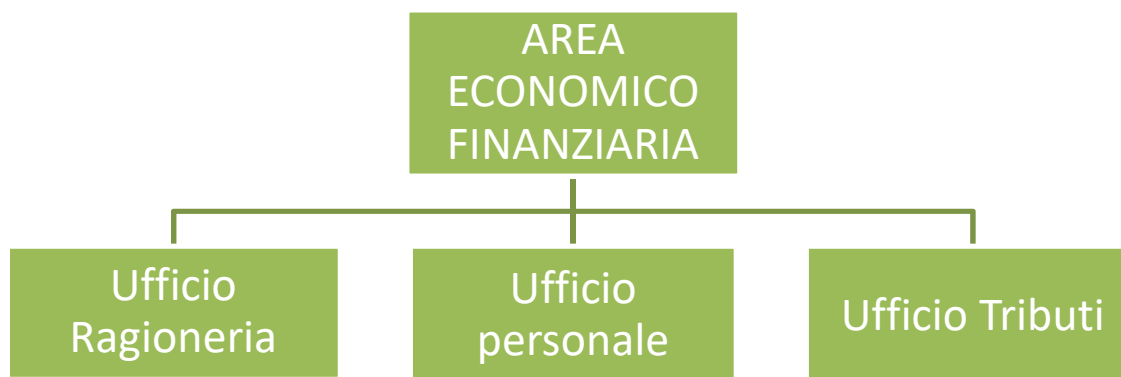 AREA
ECONOMICO
FINANZIARIA
Ufficio
Ragioneria
Ufficio
personale
Ufficio Tributi